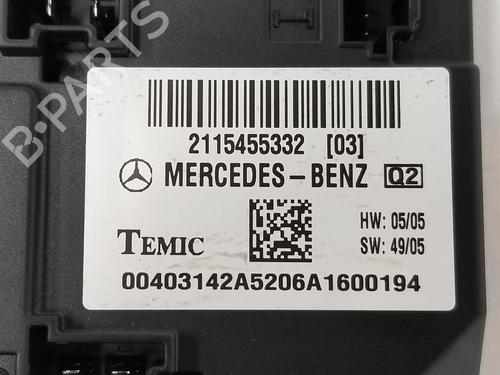 B-PARTS
2115455332 [03]
MERCEDES-BENZ Q2
HW: 05/05
TEMIC
SW: 49/05
00403142A5206A1600194